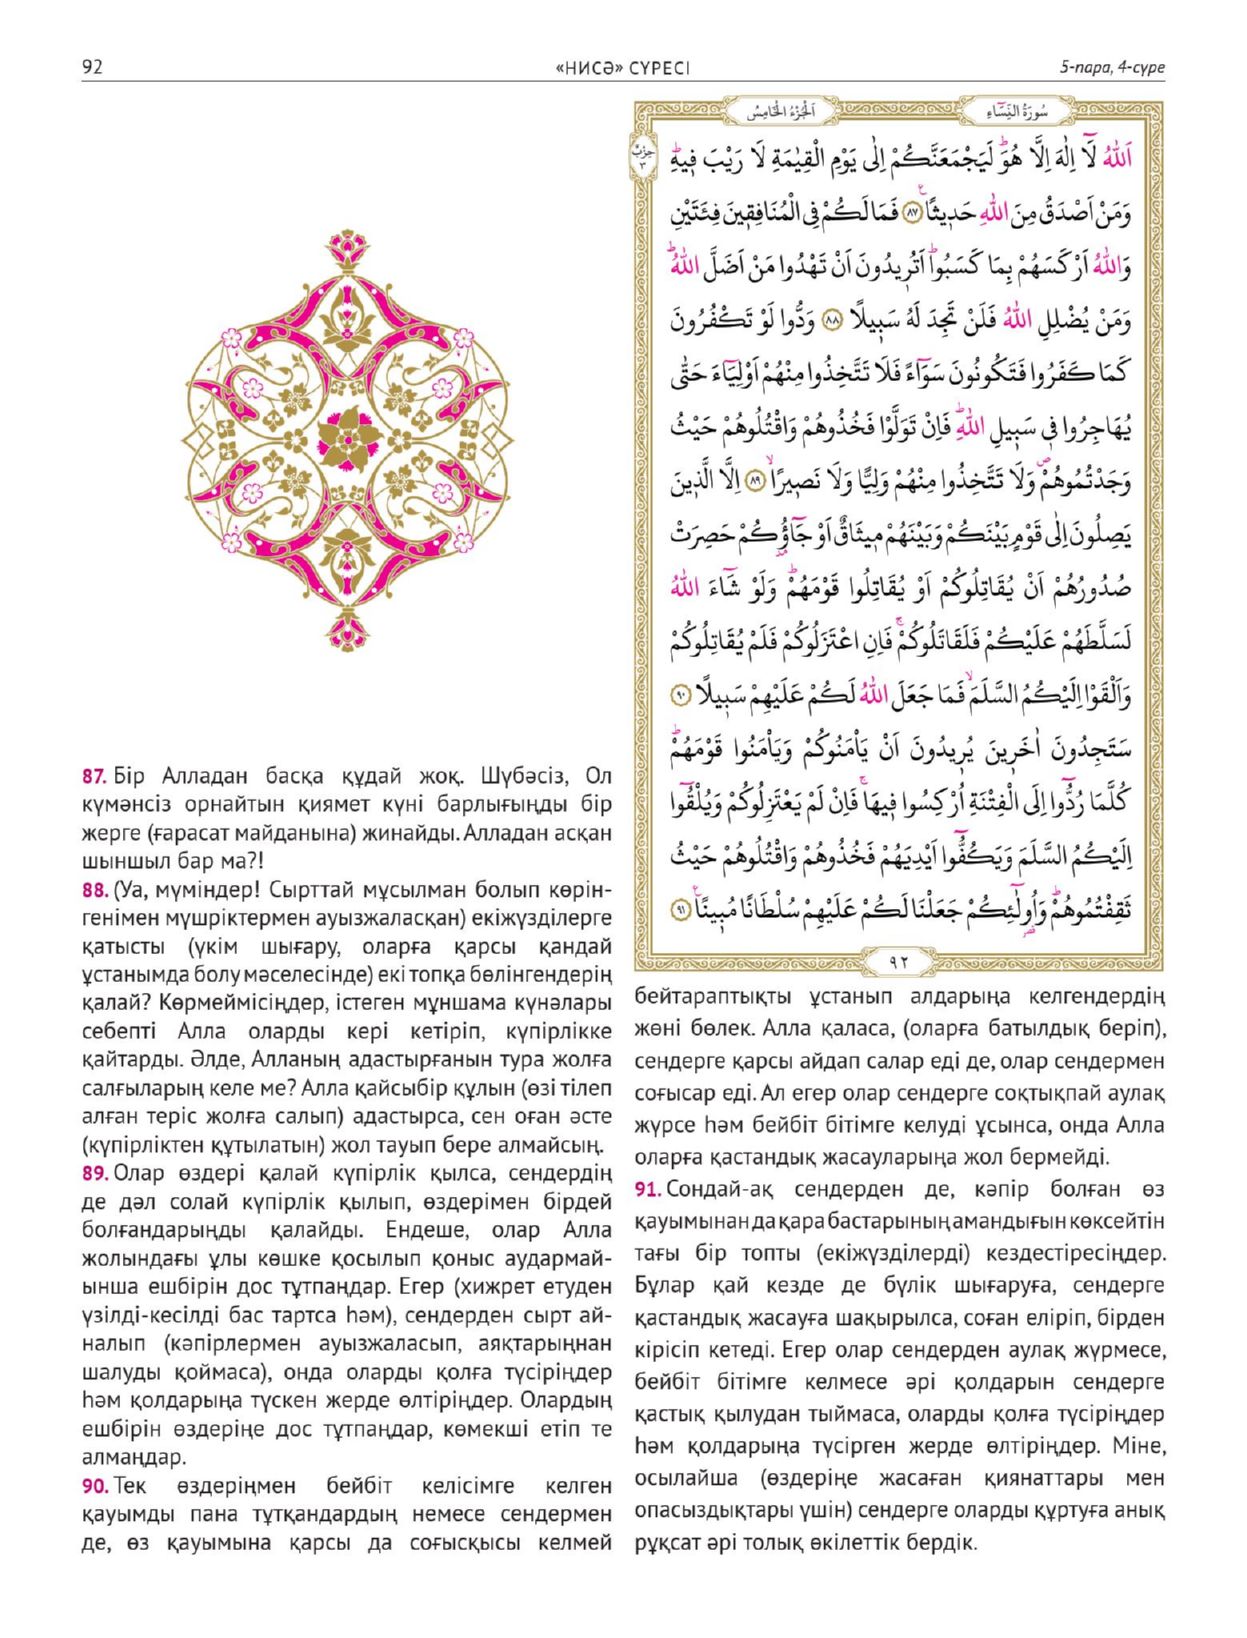 92
«НИСӘ» СҮРЕСІ
5-пара, 4-сүре
سُورَةُ النِّسَٓاءِ
اَلْجُزْءُ الْخَامِسُ
حِزْبٌ
٣
اَللّٰهُ لَٓا اِلٰهَ اِلَّا هُوَۜ لَيَجْمَعَنَّكُمْ اِلٰى يَوْمِ الْقِيٰمَةِ لَا رَيْبَ ف۪يهِۜ
وَمَنْ اَصْدَقُ مِنَ اللّٰهِ حَد۪يثًا۟ ﴿٨٧﴾ فَمَا لَكُمْ فِي الْمُنَافِق۪ينَ فِئَتَيْنِ
وَاللّٰهُ اَرْكَسَهُمْ بِمَا كَسَبُواۜ اَتُر۪يدُونَ اَنْ تَهْدُوا مَنْ اَضَلَّ اللّٰهُۜ
وَمَنْ يُضْلِلِ اللّٰهُ فَلَنْ تَجِدَ لَهُ سَب۪يلًا ﴿٨٨﴾ وَدُّوا لَوْ تَكْفُرُونَ
كَمَا كَفَرُوا فَتَكُونُونَ سَوَٓاءً فَلَا تَتَّخِذُوا مِنْهُمْ اَوْلِيَٓاءَ حَتّٰى
يُهَاجِرُوا ف۪ي سَب۪يلِ اللّٰهِۜ فَاِنْ تَوَلَّوْا فَخُذُوهُمْ وَاقْتُلُوهُمْ حَيْثُ
وَجَدْتُمُوهُمْۖ وَلَا تَتَّخِذُوا مِنْهُمْ وَلِيًّا وَلَا نَص۪يرًاۙ ﴿٨٩﴾ اِلَّا الَّذ۪ينَ
يَصِلُونَ اِلٰى قَوْمٍ بَيْنَكُمْ وَبَيْنَهُمْ م۪يثَاقٌ اَوْ جَٓاؤُ۫كُمْ حَصِرَتْ
صُدُورُهُمْ اَنْ يُقَاتِلُوكُمْ اَوْ يُقَاتِلُوا قَوْمَهُمْۜ وَلَوْ شَٓاءَ اللّٰهُ
لَسَلَّطَهُمْ عَلَيْكُمْ فَلَقَاتَلُوكُمْۚ فَاِنِ اعْتَزَلُوكُمْ فَلَمْ يُقَاتِلُوكُمْ
وَاَلْقَوْا اِلَيْكُمُ السَّلَمَۙ فَمَا جَعَلَ اللّٰهُ لَكُمْ عَلَيْهِمْ سَب۪يلًا ﴿٩٠﴾
سَتَجِدُونَ اٰخَر۪ينَ يُر۪يدُونَ اَنْ يَأْمَنُوكُمْ وَيَأْمَنُوا قَوْمَهُمْۜ
كُلَّمَا رُدُّٓوا اِلَى الْفِتْنَةِ اُرْكِسُوا ف۪يهَاۚ فَاِنْ لَمْ يَعْتَزِلُوكُمْ وَيُلْقُٓوا
اِلَيْكُمُ السَّلَمَ وَيَكُفُّٓوا اَيْدِيَهُمْ فَخُذُوهُمْ وَاقْتُلُوهُمْ حَيْثُ
ثَقِفْتُمُوهُمْۜ وَاُو۬لٰٓئِكُمْ جَعَلْنَا لَكُمْ عَلَيْهِمْ سُلْطَانًا مُب۪ينًا۟ ﴿٩١﴾
٩٢
87. Бір Алладан басқа құдай жоқ. Шүбәсіз, Ол
күмәнсіз орнайтын қиямет күні барлығыңды бір
жерге (ғарасат майданына) жинайды. Алладан асқан
шыншыл бар ма?!
88. (Уа, мүміндер! Сырттай мұсылман болып көрін-
генімен мүшріктермен ауызжаласқан) екіжүзділерге
қатысты (үкім шығару, оларға қарсы қандай
ұстанымда болу мәселесінде) екі топқа бөлінгендерің
қалай? Көрмеймісіңдер, істеген мұншама күнәлары
себепті Алла оларды кері кетіріп, күпірлікке
қайтарды. Әлде, Алланың адастырғанын тура жолға
салғыларың келе ме? Алла қайсыбір құлын (өзі тілеп
алған теріс жолға салып) адастырса, сен оған әсте
(күпірліктен құтылатын) жол тауып бере алмайсың.
89. Олар өздері қалай күпірлік қылса, сендердің
де дәл солай күпірлік қылып, өздерімен бірдей
болғандарыңды қалайды. Ендеше, олар Алла
жолындағы ұлы көшке қосылып қоныс аудармай-
ынша ешбірін дос тұтпаңдар. Егер (хижрет етуден
үзілді-кесілді бас тартса һәм), сендерден сырт ай-
налып (кәпірлермен ауызжаласып, аяқтарыңнан
шалуды қоймаса), онда оларды қолға түсіріңдер
һәм қолдарыңа түскен жерде өлтіріңдер. Олардың
ешбірін өздеріңе дос тұтпаңдар, көмекші етіп те
алмаңдар.
90. Тек өздеріңмен бейбіт келісімге келген
қауымды пана тұтқандардың немесе сендермен
де, өз қауымына қарсы да соғысқысы келмей
бейтараптықты ұстанып алдарыңа келгендердің
жөні бөлек. Алла қаласа, (оларға батылдық беріп),
сендерге қарсы айдап салар еді де, олар сендермен
соғысар еді. Ал егер олар сендерге соқтықпай аулақ
жүрсе һәм бейбіт бітімге келуді ұсынса, онда Алла
оларға қастандық жасауларыңа жол бермейді.
91. Сондай-ақ сендерден де, кәпір болған өз
қауымынан да қара бастарының амандығын көксейтін
тағы бір топты (екіжүзділерді) кездестіресіңдер.
Бұлар қай кезде де бүлік шығаруға, сендерге
қастандық жасауға шақырылса, соған еліріп, бірден
кірісіп кетеді. Егер олар сендерден аулақ жүрмесе,
бейбіт бітімге келмесе әрі қолдарын сендерге
қастық қылудан тыймаса, оларды қолға түсіріңдер
һәм қолдарыңа түсірген жерде өлтіріңдер. Міне,
осылайша (өздеріңе жасаған қиянаттары мен
опасыздықтары үшін) сендерге оларды құртуға анық
рұқсат әрі толық өкілеттік бердік.